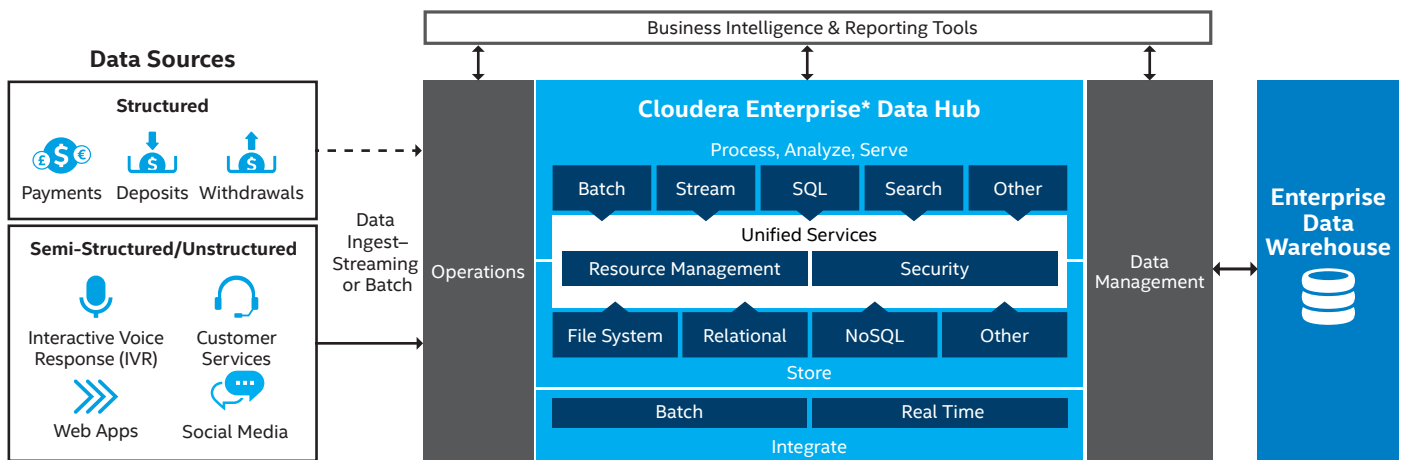 Business Intelligence & Reporting Tools
Data Sources
Structured
£ $ €
$
$
Payments
Deposits
Withdrawals
Semi-Structured/Unstructured
Interactive Voice
Response (IVR)
Customer
Services
Web Apps
Social Media
Data
Ingest–
Streaming
or Batch
Operations
Cloudera Enterprise* Data Hub
Process, Analyze, Serve
Batch
Stream
SQL
Search
Other
Unified Services
Resource Management
Security
File System
Relational
NoSQL
Other
Store
Batch
Real Time
Integrate
Data
Management
Enterprise
Data
Warehouse